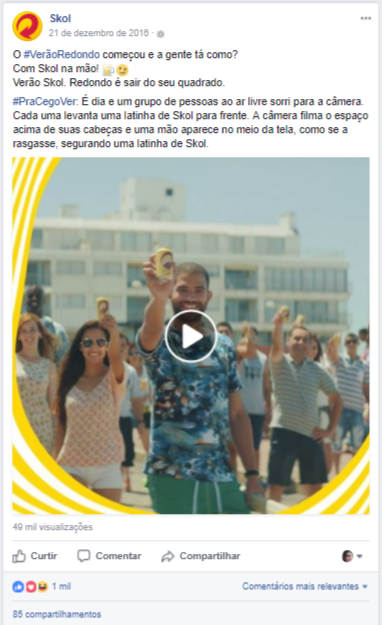 Skol
21 de dezembro de 2016
O #VerãoRedondo começou e a gente tá como?
Com Skol na mão! 🍻😉
Verão Skol. Redondo é sair do seu quadrado.
#PraCegoVer: É dia e um grupo de pessoas ao ar livre sorri para a câmera.
Cada uma levanta uma latinha de Skol para frente. A câmera filma o espaço
acima de suas cabeças e uma mão aparece no meio da tela, como se a
rasgasse, segurando uma latinha de Skol.
49 mil visualizações
Curtir Comentar Compartilhar
1 mil Comentários mais relevantes
85 compartilhamentos